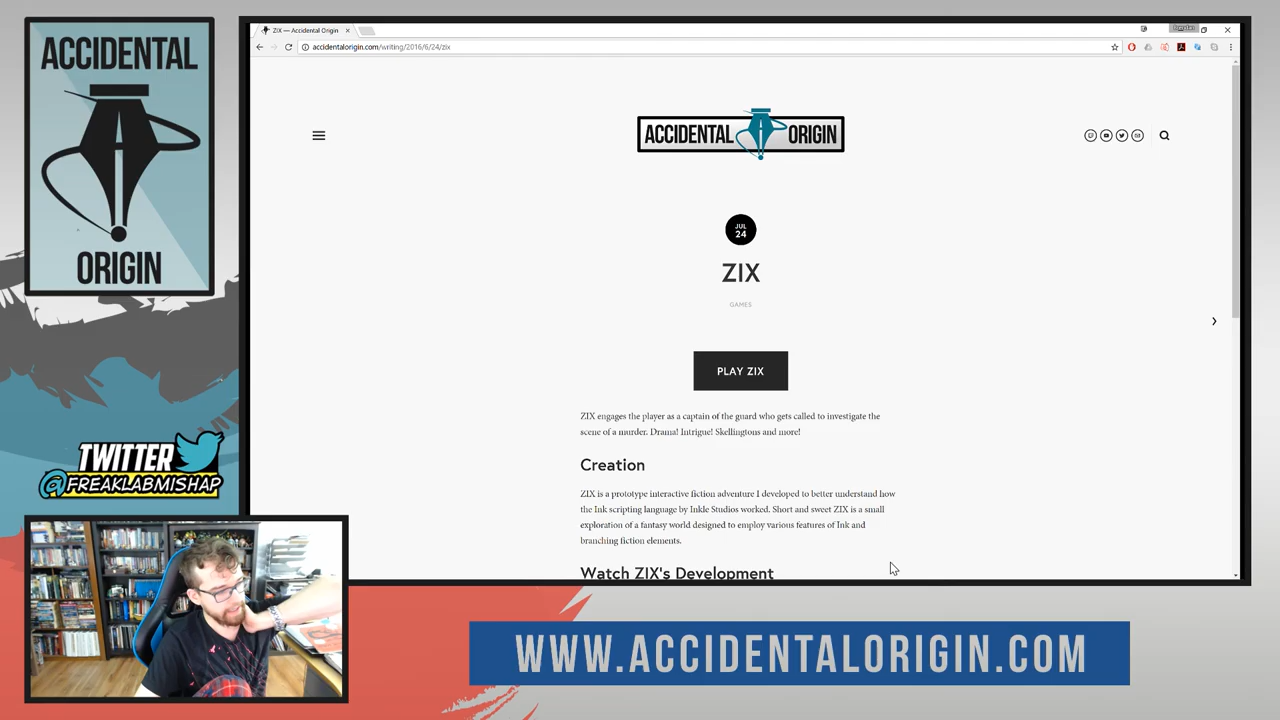 ACCIDENTAL
ORIGIN
TWITTER
@FREAKLABMISHAP
ZIX — Accidental Origin
accidentalorigin.com/writing/2016/6/24/zix
ACCIDENTAL ORIGIN
JUL
24
ZIX
GAMES
PLAY ZIX
ZIX engages the player as a captain of the guard who gets called to investigate the
scene of a murder. Drama! Intrigue! Skellingtons and more!
Creation
ZIX is a prototype interactive fiction adventure I developed to better understand how
the Ink scripting language by Inkle Studios worked. Short and sweet ZIX is a small
exploration of a fantasy world designed to employ various features of Ink and
branching fiction elements.
Watch ZIX's Development
WWW.ACCIDENTALORIGIN.COM